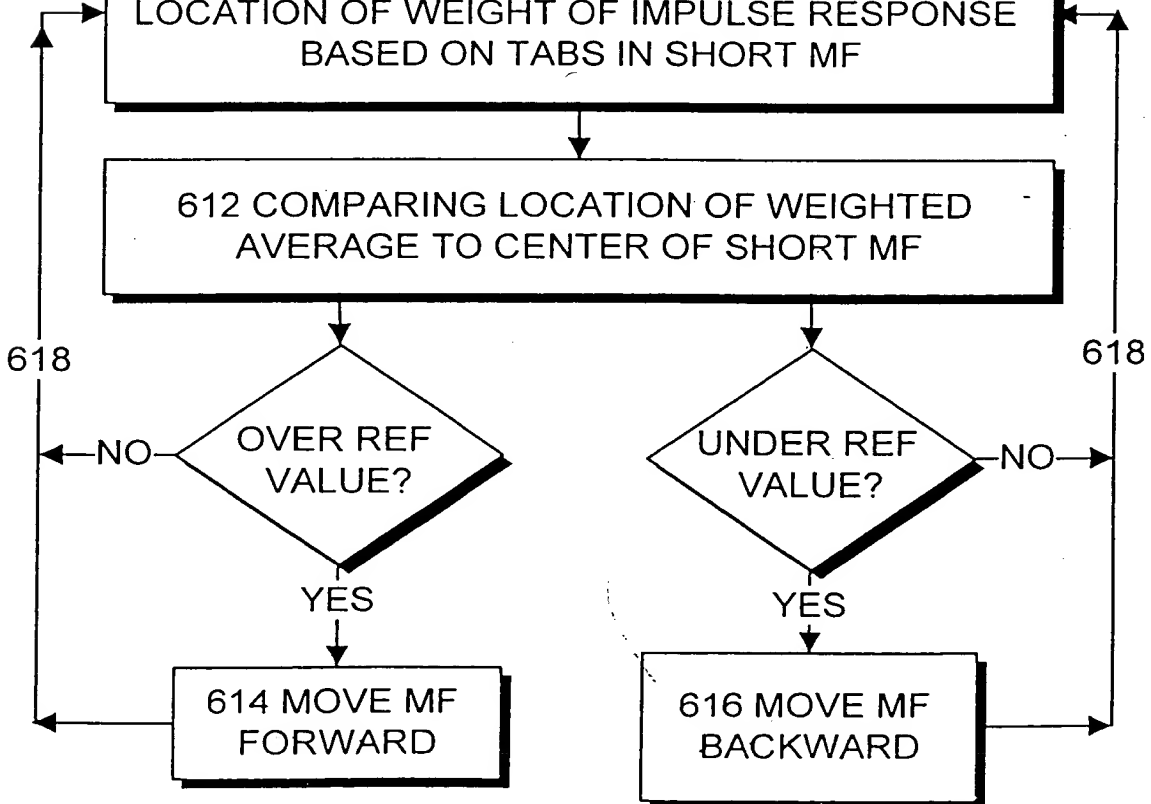 LOCATION OF WEIGHT OF IMPULSE RESPONSE
BASED ON TABS IN SHORT MF
612 COMPARING LOCATION OF WEIGHTED
AVERAGE TO CENTER OF SHORT MF
618
618
NO
OVER REF
VALUE?
UNDER REF
VALUE?
NO
YES
YES
614 MOVE MF
FORWARD
616 MOVE MF
BACKWARD